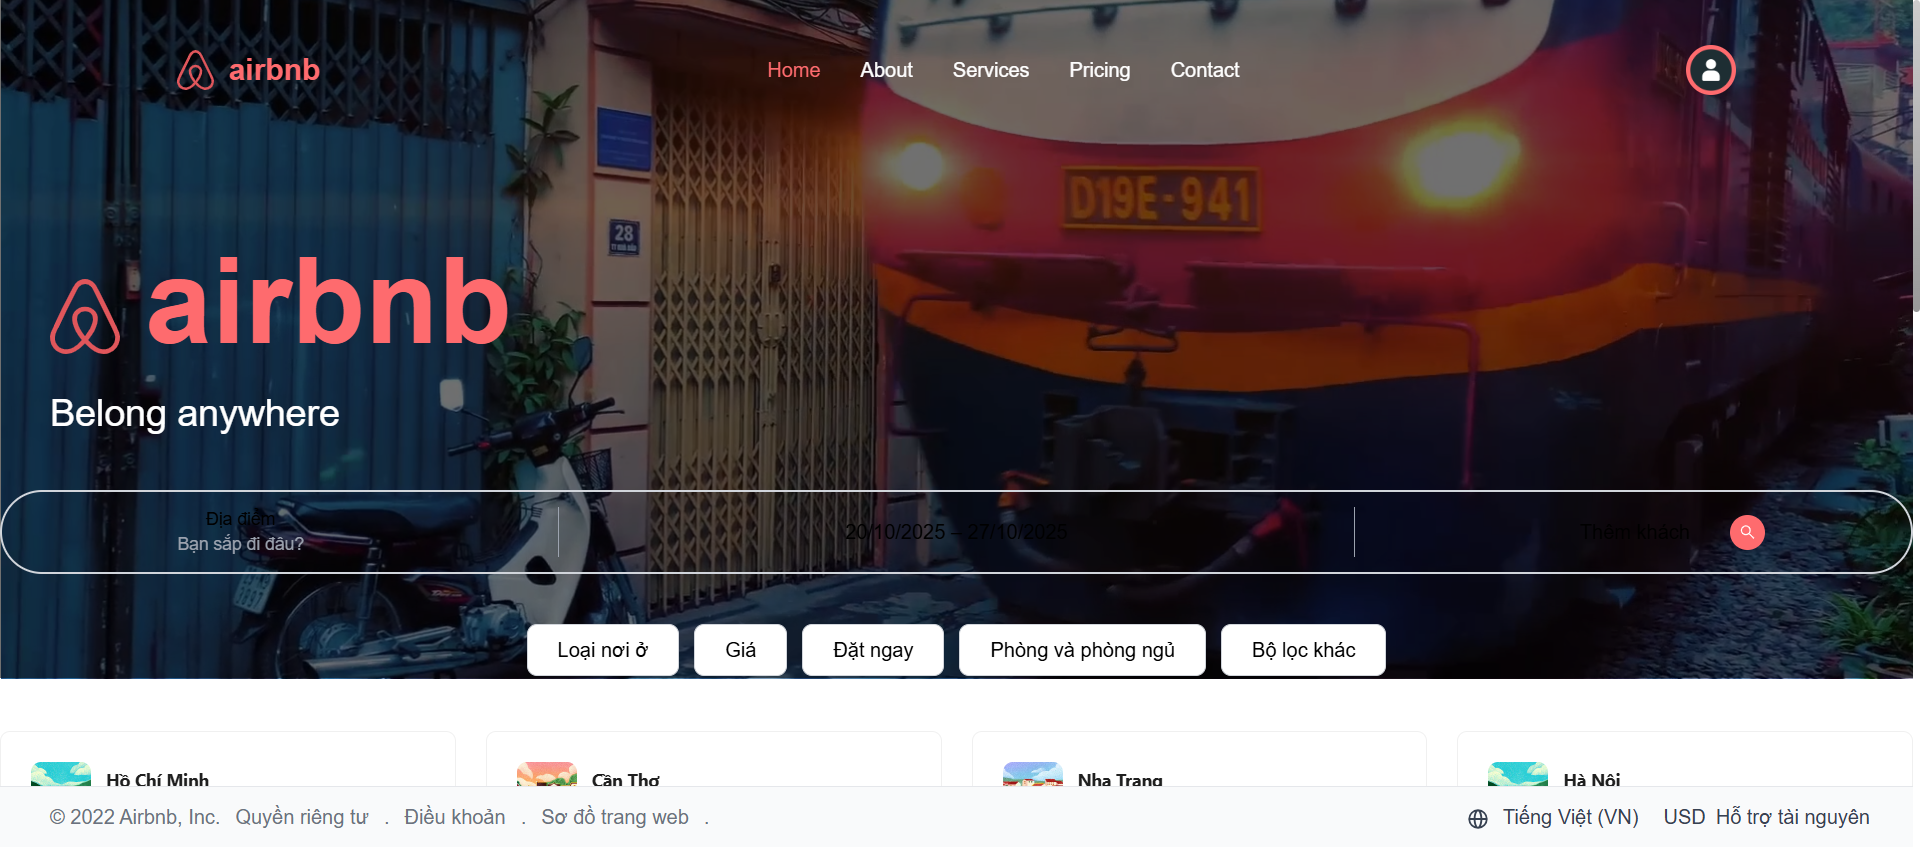 airbnb
Home About Services Pricing Contact
D19E-941
28
airbnb
Belong anywhere
Địa điểm
Bạn sắp đi đâu?
20/10/2025 – 27/10/2025
Thêm khách
Loại nơi ở
Giá
Đặt ngay
Phòng và phòng ngủ
Bộ lọc khác
Hồ Chí Minh
Cần Thơ
Nha Trang
Hà Nội
© 2022 Airbnb, Inc. Quyền riêng tư . Điều khoản . Sơ đồ trang web .
Tiếng Việt (VN) USD Hỗ trợ tài nguyên